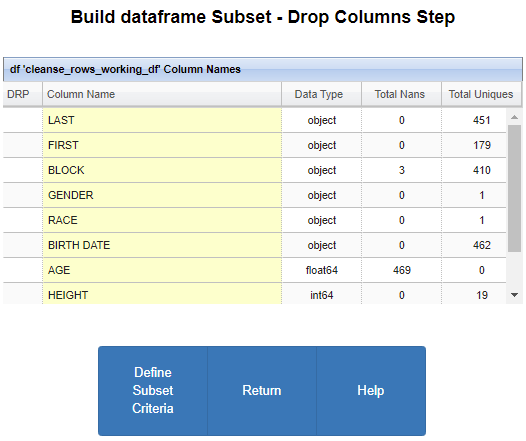 Build dataframe Subset - Drop Columns Step
df 'cleanse_rows_working_df' Column Names
DRP Column Name Data Type Total Nans Total Uniques
LAST object 0 451
FIRST object 0 179
BLOCK object 3 410
GENDER object 0 1
RACE object 0 1
BIRTH DATE object 0 462
AGE float64 469 0
HEIGHT int64 0 19
Define
Subset
Criteria
Return
Help